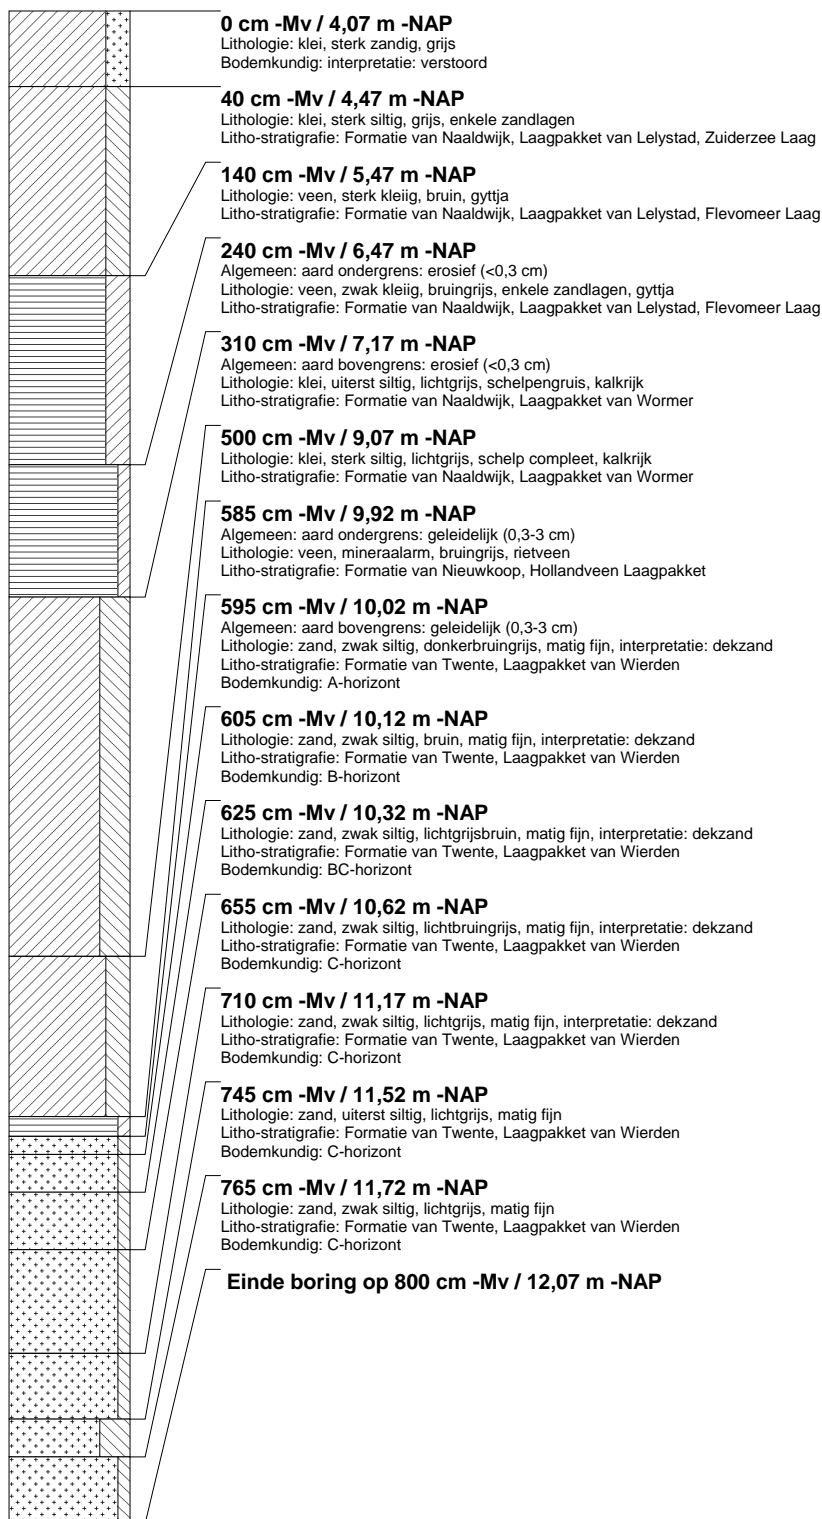 0 cm -Mv / 4,07 m -NAP
Lithologie: klei, sterk zandig, grijs
Bodemkundig: interpretatie: verstoord
40 cm -Mv / 4,47 m -NAP
Lithologie: klei, sterk siltig, grijs, enkele zandlagen
Litho-stratigrafie: Formatie van Naaldwijk, Laagpakket van Lelystad, Zuiderzee Laag
140 cm -Mv / 5,47 m -NAP
Lithologie: veen, sterk kleiig, bruin, gyttja
Litho-stratigrafie: Formatie van Naaldwijk, Laagpakket van Lelystad, Flevomeer Laag
240 cm -Mv / 6,47 m -NAP
Algemeen: aard ondergrens: erosief (<0,3 cm)
Lithologie: veen, zwak kleiig, bruingrijs, enkele zandlagen, gyttja
Litho-stratigrafie: Formatie van Naaldwijk, Laagpakket van Lelystad, Flevomeer Laag
310 cm -Mv / 7,17 m -NAP
Algemeen: aard bovengrens: erosief (<0,3 cm)
Lithologie: klei, uiterst siltig, lichtgrijs, schelpengruis, kalkrijk
Litho-stratigrafie: Formatie van Naaldwijk, Laagpakket van Wormer
500 cm -Mv / 9,07 m -NAP
Lithologie: klei, sterk siltig, lichtgrijs, schelp compleet, kalkrijk
Litho-stratigrafie: Formatie van Naaldwijk, Laagpakket van Wormer
585 cm -Mv / 9,92 m -NAP
Algemeen: aard ondergrens: geleidelijk (0,3-3 cm)
Lithologie: veen, mineraalarm, bruingrijs, rietveen
Litho-stratigrafie: Formatie van Nieuwkoop, Hollandveen Laagpakket
595 cm -Mv / 10,02 m -NAP
Algemeen: aard bovengrens: geleidelijk (0,3-3 cm)
Lithologie: zand, zwak siltig, donkerbruingrijs, matig fijn, interpretatie: dekzand
Litho-stratigrafie: Formatie van Twente, Laagpakket van Wierden
Bodemkundig: A-horizont
605 cm -Mv / 10,12 m -NAP
Lithologie: zand, zwak siltig, bruin, matig fijn, interpretatie: dekzand
Litho-stratigrafie: Formatie van Twente, Laagpakket van Wierden
Bodemkundig: B-horizont
625 cm -Mv / 10,32 m -NAP
Lithologie: zand, zwak siltig, lichtgrijsbruin, matig fijn, interpretatie: dekzand
Litho-stratigrafie: Formatie van Twente, Laagpakket van Wierden
Bodemkundig: BC-horizont
655 cm -Mv / 10,62 m -NAP
Lithologie: zand, zwak siltig, lichtbruingrijs, matig fijn, interpretatie: dekzand
Litho-stratigrafie: Formatie van Twente, Laagpakket van Wierden
Bodemkundig: C-horizont
710 cm -Mv / 11,17 m -NAP
Lithologie: zand, zwak siltig, lichtgrijs, matig fijn, interpretatie: dekzand
Litho-stratigrafie: Formatie van Twente, Laagpakket van Wierden
Bodemkundig: C-horizont
745 cm -Mv / 11,52 m -NAP
Lithologie: zand, uiterst siltig, lichtgrijs, matig fijn
Litho-stratigrafie: Formatie van Twente, Laagpakket van Wierden
Bodemkundig: C-horizont
765 cm -Mv / 11,72 m -NAP
Lithologie: zand, zwak siltig, lichtgrijs, matig fijn
Litho-stratigrafie: Formatie van Twente, Laagpakket van Wierden
Bodemkundig: C-horizont
Einde boring op 800 cm -Mv / 12,07 m -NAP